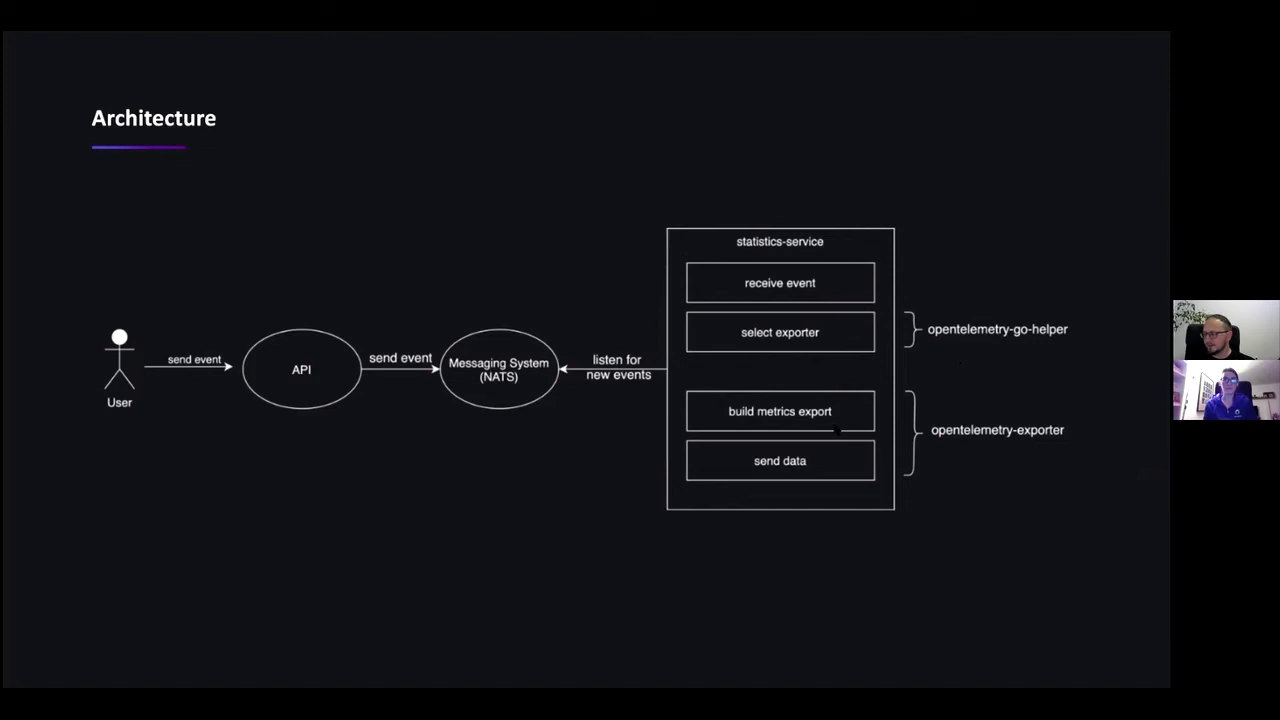 Architecture
User
send event
API
send event
Messaging System
(NATS)
listen for
new events
statistics-service
receive event
select exporter
build metrics export
send data
opentelemetry-go-helper
opentelemetry-exporter